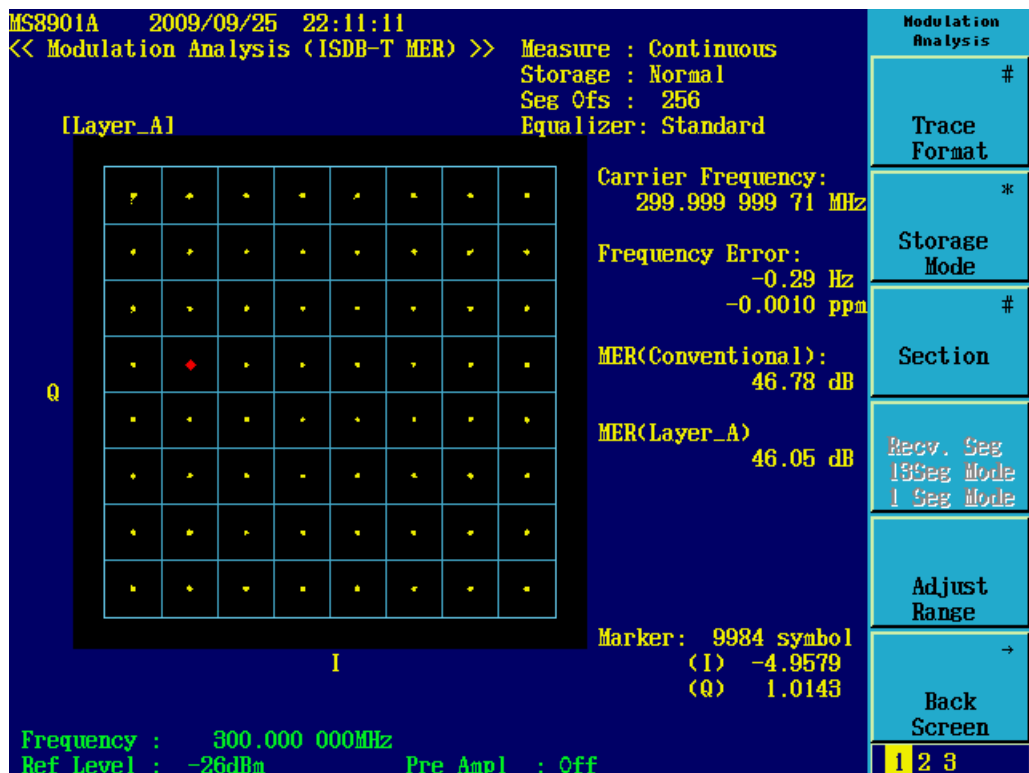 MS8901A 2009/09/25 22:11:11
<< Modulation Analysis (ISDB-T MER) >>
Measure : Continuous
Storage : Normal
Seg Ofs : 256
Equalizer: Standard
[Layer_A]
Q
I
Carrier Frequency:
299.999 999 71 MHz
Frequency Error:
-0.29 Hz
-0.0010 ppm
MER(Conventional):
46.78 dB
MER(Layer_A)
46.05 dB
Marker: 9984 symbol
(I) -4.9579
(Q) 1.0143
Frequency : 300.000 000MHz
Ref Level : -26dBm Pre Ampl : Off
Modulation
Analysis
#
Trace
Format
*
Storage
Mode
#
Section
Recv. Seg
13Seg Mode
1 Seg Mode
Adjust
Range
→
Back
Screen
1 2 3